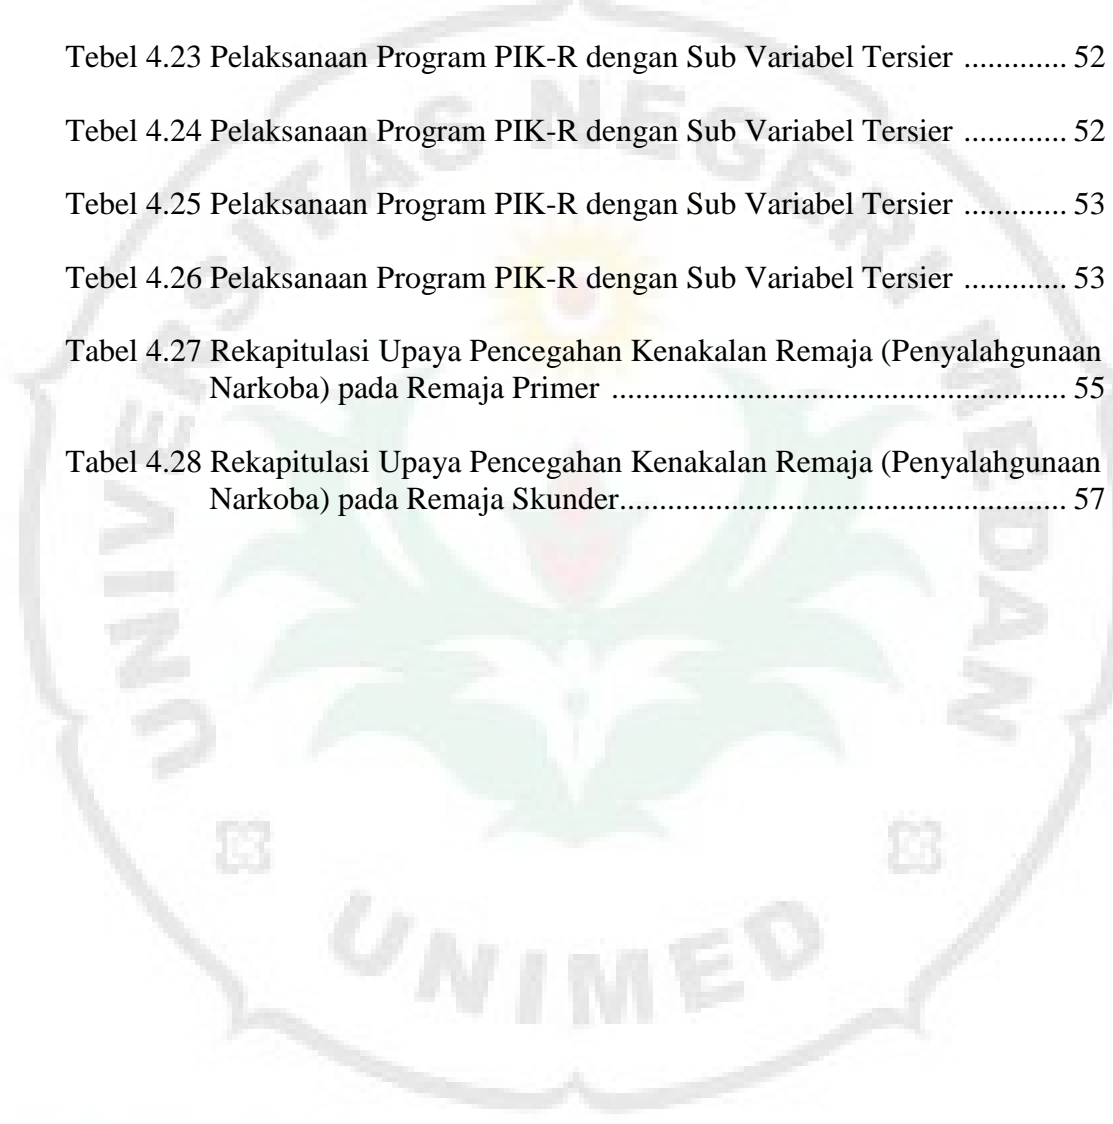 Tebel 4.23 Pelaksanaan Program PIK-R dengan Sub Variabel Tersier ............. 52
Tebel 4.24 Pelaksanaan Program PIK-R dengan Sub Variabel Tersier ............. 52
Tebel 4.25 Pelaksanaan Program PIK-R dengan Sub Variabel Tersier ............. 53
Tebel 4.26 Pelaksanaan Program PIK-R dengan Sub Variabel Tersier ............. 53
Tabel 4.27 Rekapitulasi Upaya Pencegahan Kenakalan Remaja (Penyalahgunaan
Narkoba) pada Remaja Primer ......................................................... 55
Tabel 4.28 Rekapitulasi Upaya Pencegahan Kenakalan Remaja (Penyalahgunaan
Narkoba) pada Remaja Skunder........................................................ 57
UNIVERSITAS NEGERI MEDAN
UNIMED